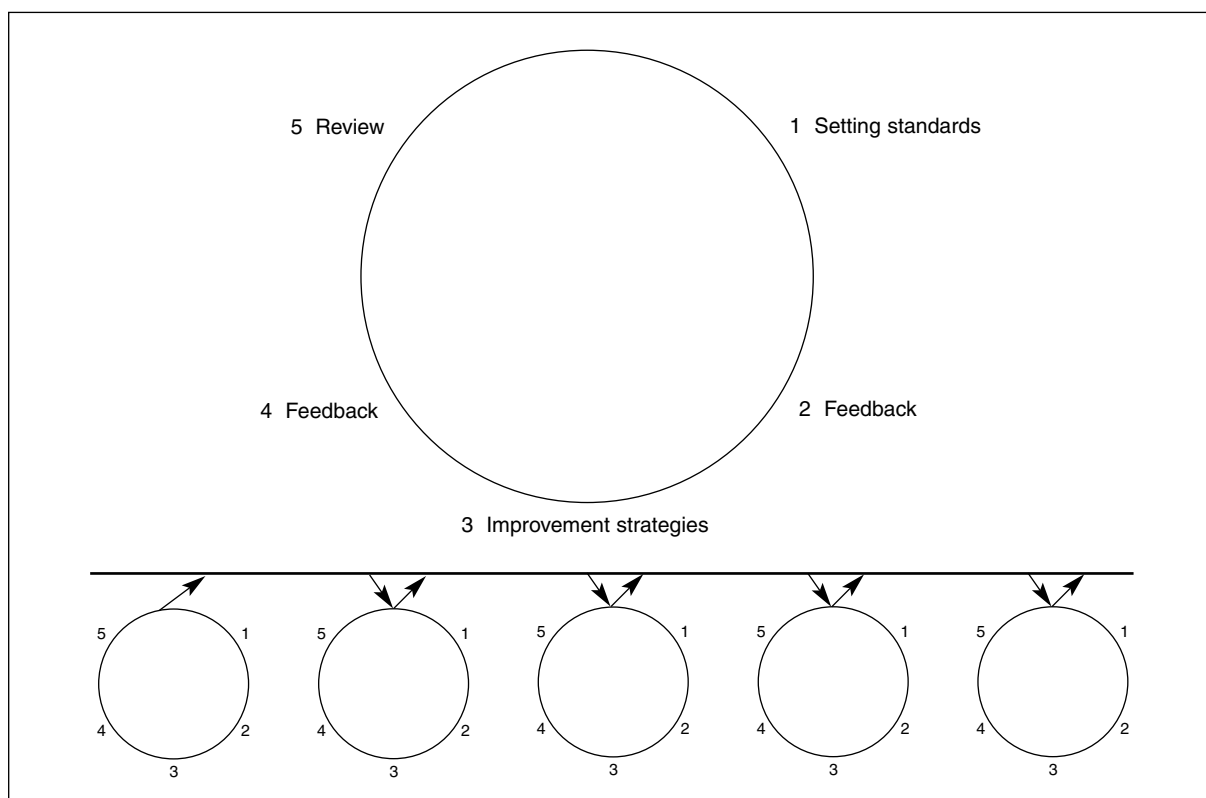 5 Review
1 Setting standards
4 Feedback
2 Feedback
3 Improvement strategies
5 1 5 1 5 1 5 1 5 1
4 2 4 2 4 2 4 2 4 2
3 3 3 3 3